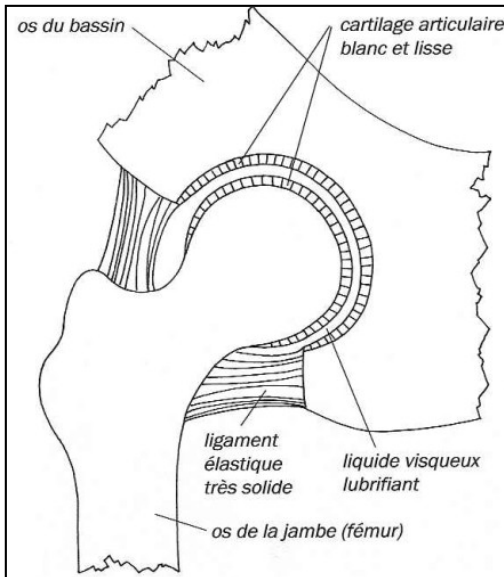 os du bassin
cartilage articulaire
blanc et lisse
ligament
élastique
très solide
liquide visqueux
lubrifiant
os de la jambe (fémur)